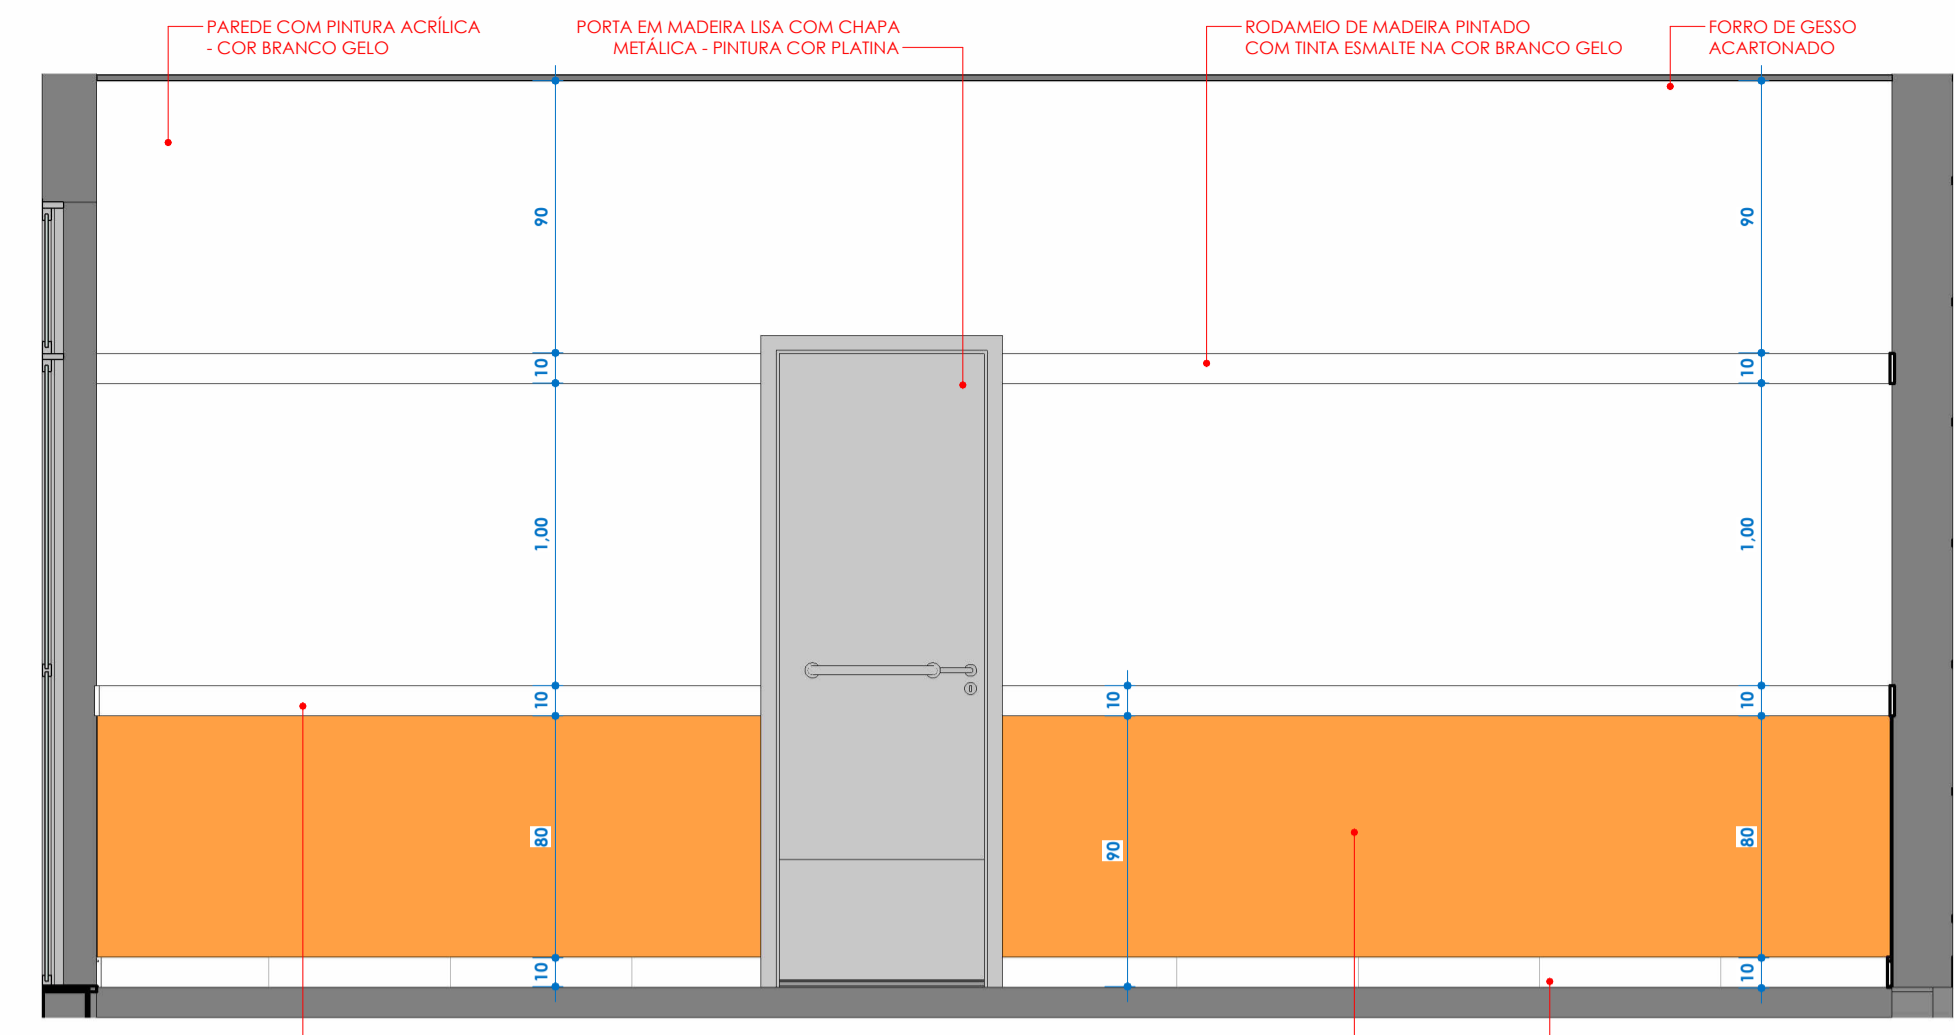 PAREDE COM PINTURA ACRÍLICA
- COR BRANCO GELO
PORTA EM MADEIRA LISA COM CHAPA
METÁLICA - PINTURA COR PLATINA
RODAMEIO DE MADEIRA PINTADO
COM TINTA ESMALTE NA COR BRANCO GELO
FORRO DE GESSO
ACARTONADO
90
10
1,00
10
80
10
10
90
90
10
1,00
10
80
10